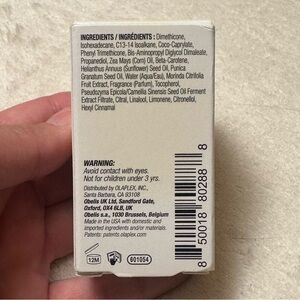 INGREDIENTS / INGRÉDIENTS : Dimethicone,
Isohexadecane, C13-14 Isoalkane, Coco-Caprylate,
Phenyl Trimethicone, Bis-Aminopropyl Diglycol Dimaleate,
Propanediol, Zea Mays (Corn) Oil, Beta-Carotene,
Helianthus Annuus (Sunflower) Seed Oil, Punica
Granatum Seed Oil, Water (Aqua/Eau), Morinda Citrifolia
Fruit Extract, Fragrance (Parfum), Tocopherol,
Pseudozyma Epicola/Camellia Sinensis Seed Oil Ferment
Extract Filtrate, Citral, Linalool, Limonene, Citronellol,
Hexyl Cinnamal
WARNING:
Avoid contact with eyes.
Not for children under 3 yrs.
Distributed by OLAPLEX, INC.,
Santa Barbara, CA 93108
Obelis UK Ltd, Sandford Gate,
Oxford, OX4 6LB, UK
Obelis s.a., 1030 Brussels, Belgium
Made in the USA with domestic and
imported ingredients and/or materials.
Patents: patents.olaplex.com
12M
601054
8 50018 80288 8